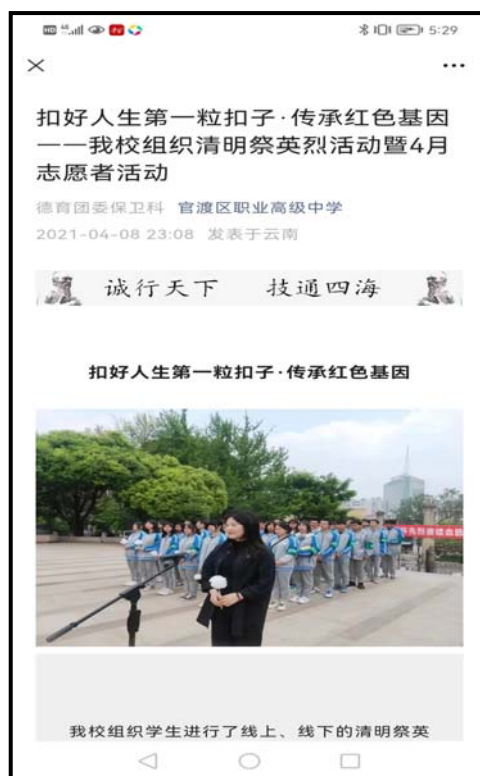 5:29
扣好人生第一粒扣子·传承红色基因
——我校组织清明祭英烈活动暨4月
志愿者活动
德育团委保卫科 官渡区职业高级中学
2021-04-08 23:08 发表于云南
诚行天下 技通四海
扣好人生第一粒扣子·传承红色基因
我校组织学生进行了线上、线下的清明祭英